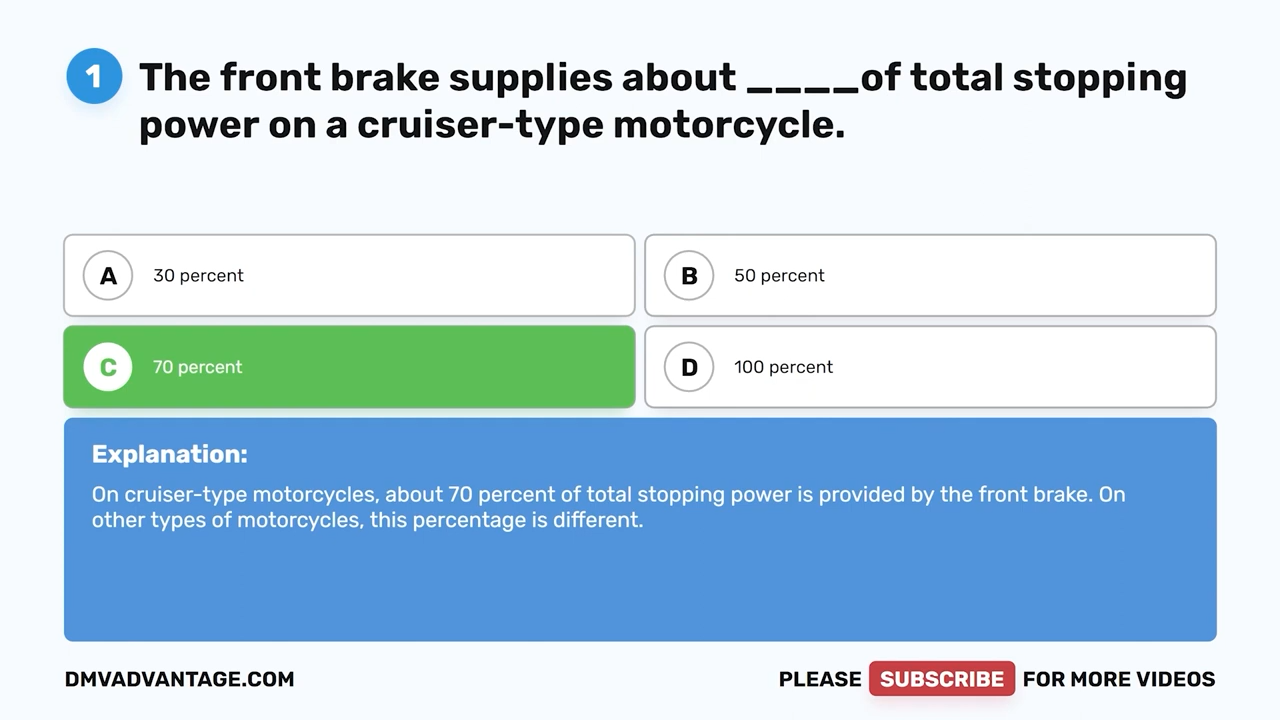 1
The front brake supplies about ____of total stopping
power on a cruiser-type motorcycle.
A 30 percent
B 50 percent
C 70 percent
D 100 percent
Explanation:
On cruiser-type motorcycles, about 70 percent of total stopping power is provided by the front brake. On
other types of motorcycles, this percentage is different.
DMVADVANTAGE.COM
PLEASE SUBSCRIBE FOR MORE VIDEOS